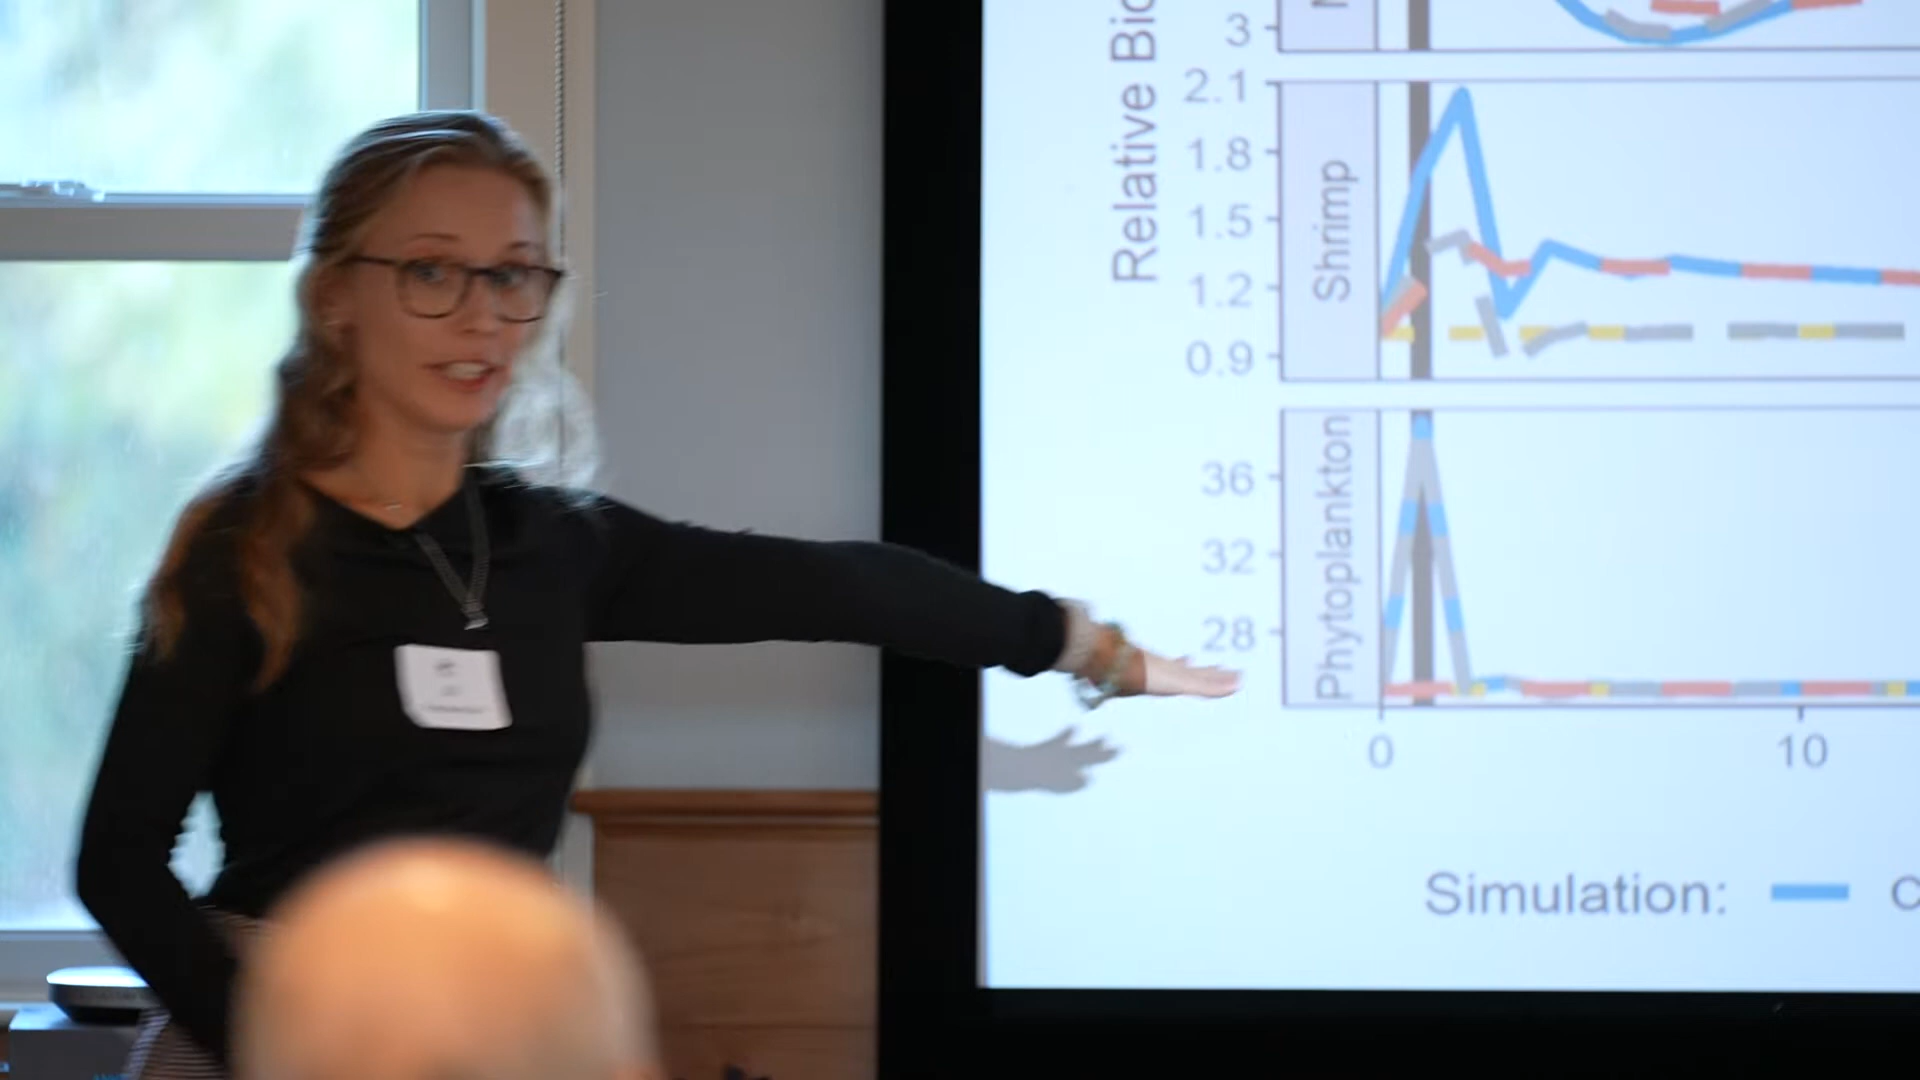 Relative Bio
3
2.1
1.8
1.5
1.2
0.9
Shrimp
36
32
28
Phytoplankton
0
10
Simulation: